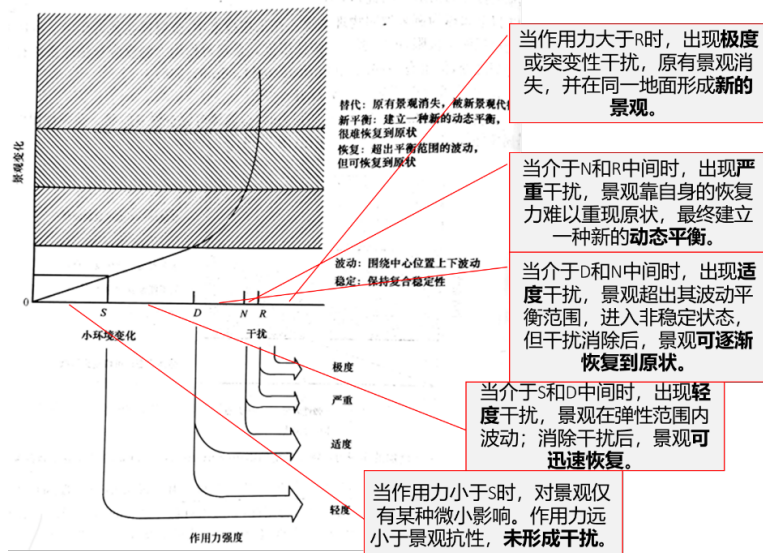 当作用力大于R时，出现极度
或突变性干扰，原有景观消
失，并在同一地面形成新的
景观。
替代：原有景观消失，被新景观代
新平衡：建立一种新的动态平衡，
很难恢复到原状
恢复：超出平衡范围的波动，
但可恢复到原状
景观变化
当介于N和R中间时，出现严
重干扰，景观靠自身的恢复
力难以重现原状，最终建立
一种新的动态平衡。
波动：围绕中心位置上下波动
稳定：保持复合稳定性
当介于D和N中间时，出现适
度干扰，景观超出其波动平
衡范围，进入非稳定状态，
但干扰消除后，景观可逐渐
恢复到原状。
0
S
D
N
R
小环境变化
干扰
极度
严重
适度
轻度
作用力强度
当介于S和D中间时，出现轻
度干扰，景观在弹性范围内
波动；消除干扰后，景观可
迅速恢复。
当作用力小于S时，对景观仅
有某种微小影响。作用力远
小于景观抗性，未形成干扰。